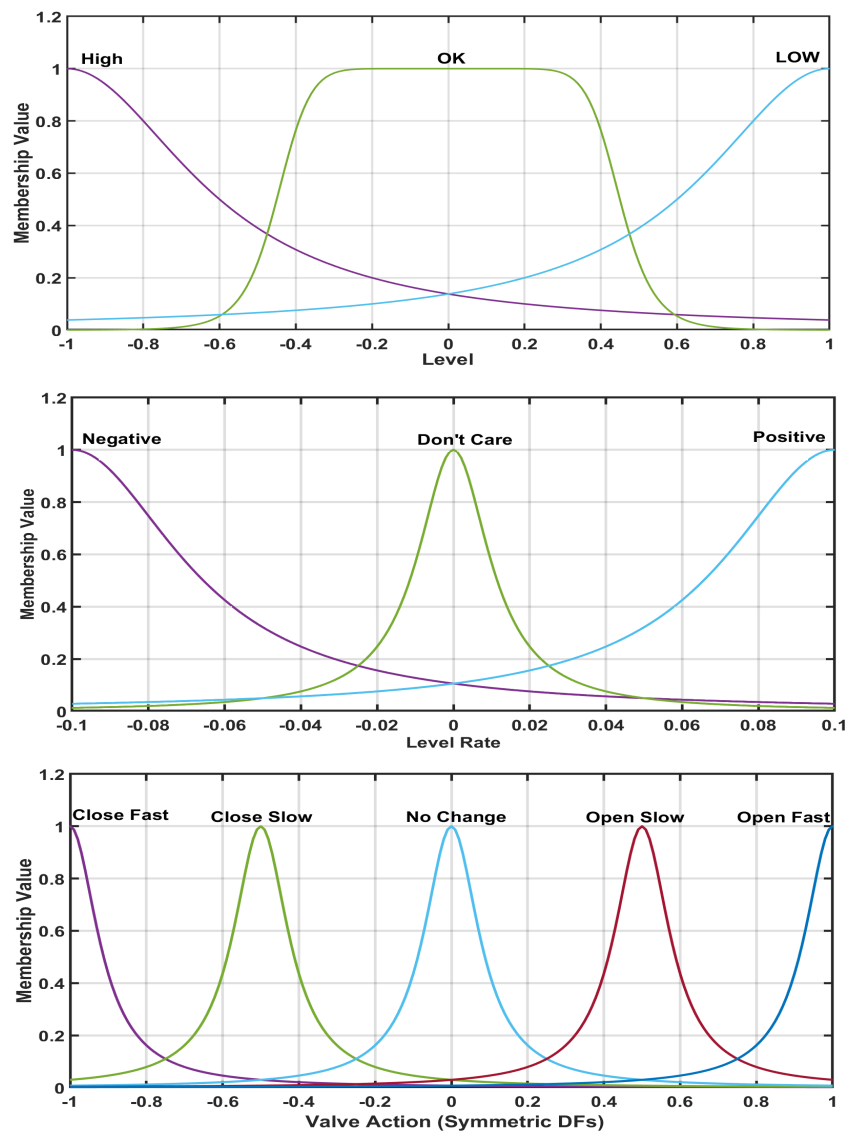 1.2
High OK LOW
1
0.8
0.6
0.4
0.2
0
Membership Value
-1 -0.8 -0.6 -0.4 -0.2 0 0.2 0.4 0.6 0.8 1
Level
1.2
Negative Don't Care Positive
1
0.8
0.6
0.4
0.2
0
Membership Value
-0.1 -0.08 -0.06 -0.04 -0.02 0 0.02 0.04 0.06 0.08 0.1
Level Rate
1.2
Close Fast Close Slow No Change Open Slow Open Fast
1
0.8
0.6
0.4
0.2
0
Membership Value
-1 -0.8 -0.6 -0.4 -0.2 0 0.2 0.4 0.6 0.8 1
Valve Action (Symmetric DFs)